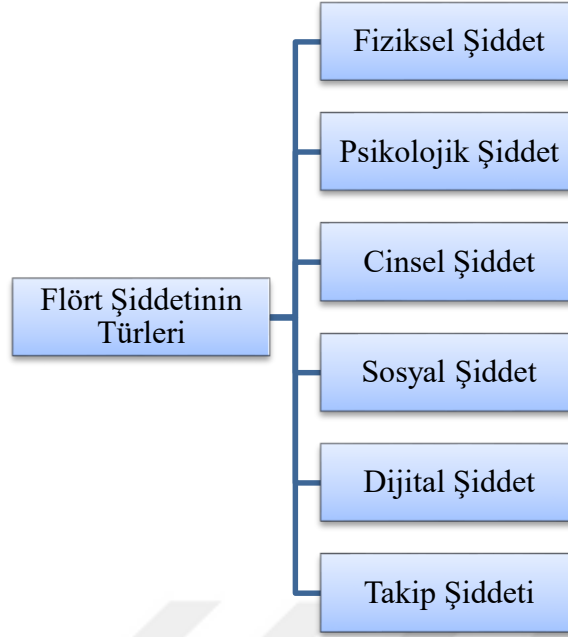 Fiziksel Şiddet
Psikolojik Şiddet
Cinsel Şiddet
Flört Şiddetinin
Türleri
Sosyal Şiddet
Dijital Şiddet
Takip Şiddeti